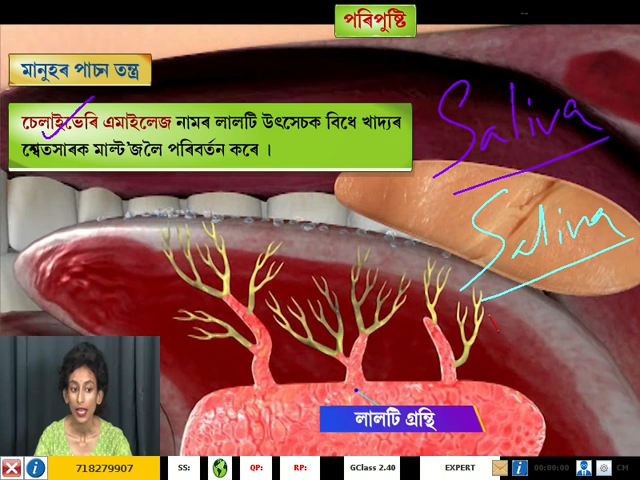 পৰিপুষ্টি
মানুহৰ পাচন তন্ত্ৰ
চেলাইভেৰি এমাইলেজ নামৰ লালটি উৎসেচক বিধে খাদ্যৰ
শ্বেতসাৰক মাল্ট'জলৈ পৰিবৰ্তন কৰে ।
Saliva
Saliva
লালটি গ্ৰন্থি
718279907
SS:
QP:
RP:
GClass 2.40
EXPERT
00:00:00
CM